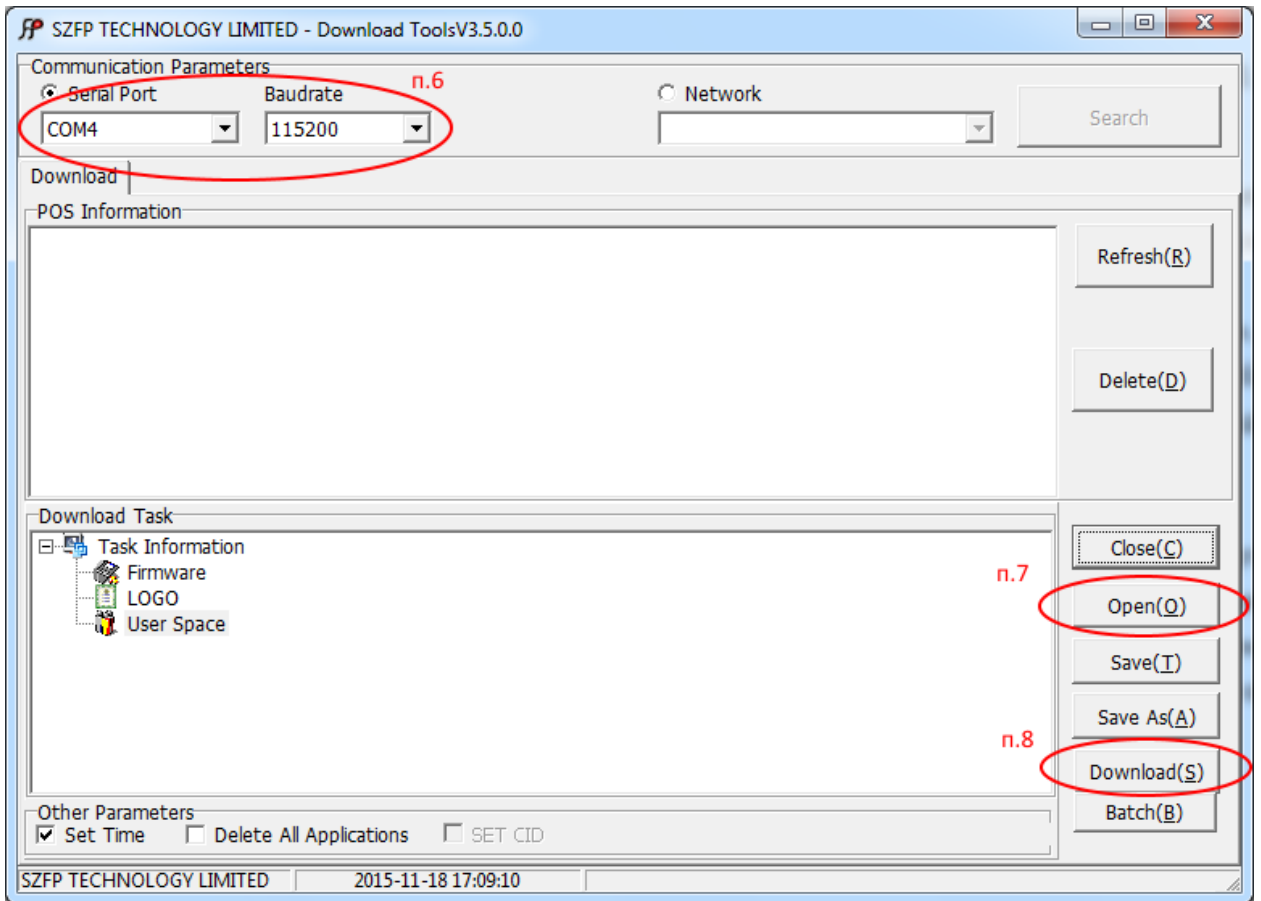 SZFP TECHNOLOGY LIMITED - Download ToolsV3.5.0.0
Communication Parameters
п.6
Serial Port Baudrate Network
COM4 115200 Search
Download
POS Information
Refresh(R)
Delete(D)
Download Task
Task Information Close(C)
Firmware п.7
LOGO Open(O)
User Space
Save(T)
Save As(A)
п.8
Download(S)
Other Parameters Batch(B)
Set Time Delete All Applications SET CID
SZFP TECHNOLOGY LIMITED 2015-11-18 17:09:10